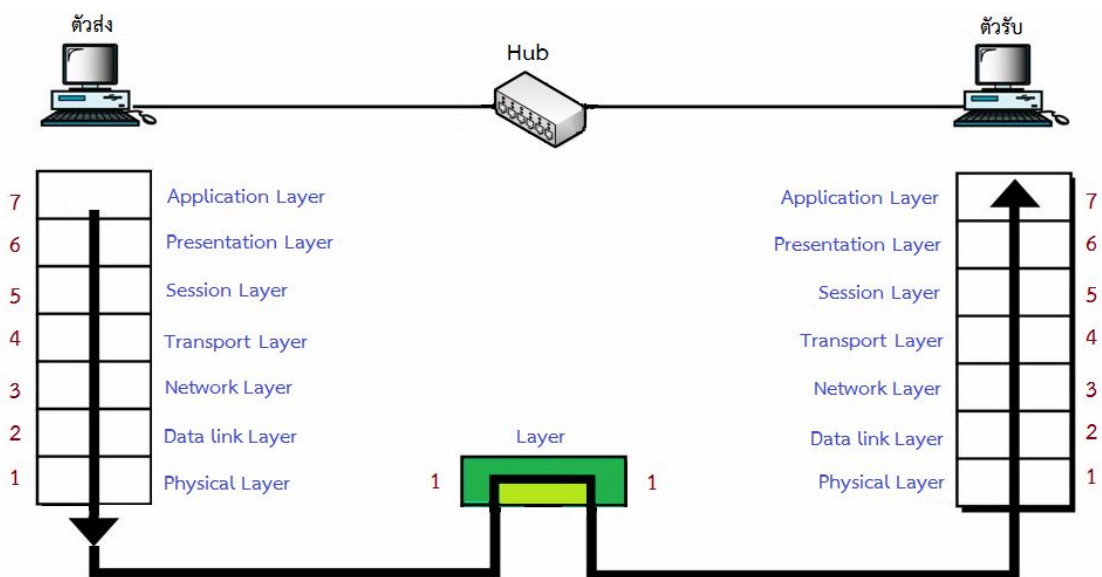 ตัวส่ง
Hub
ตัวรับ
7 Application Layer
6 Presentation Layer
5 Session Layer
4 Transport Layer
3 Network Layer
2 Data link Layer
1 Physical Layer
Layer
1 1
Application Layer 7
Presentation Layer 6
Session Layer 5
Transport Layer 4
Network Layer 3
Data link Layer 2
Physical Layer 1